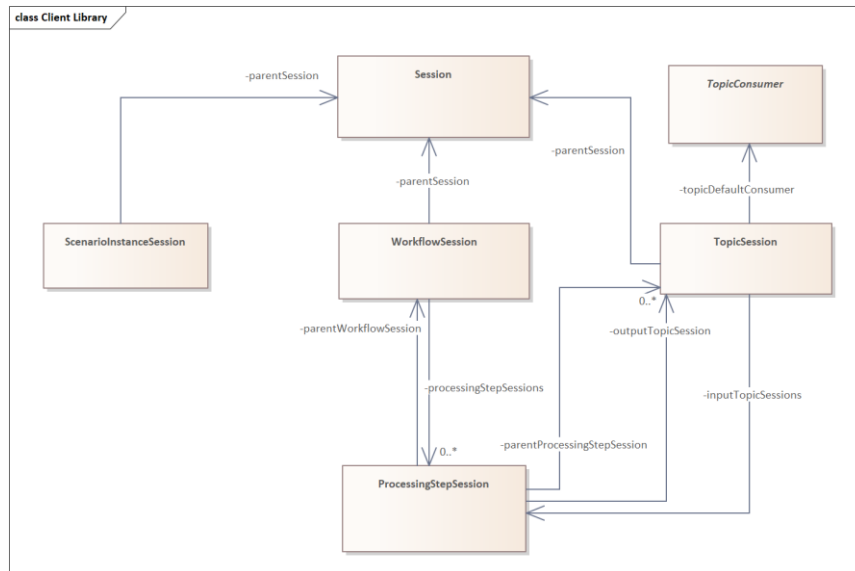 class Client Library
-parentSession
Session
TopicConsumer
-parentSession
-parentSession
-topicDefaultConsumer
ScenarioInstanceSession
WorkflowSession
TopicSession
0..*
-parentWorkflowSession
-outputTopicSession
-processingStepSessions
-inputTopicSessions
-parentProcessingStepSession
0..*
ProcessingStepSession